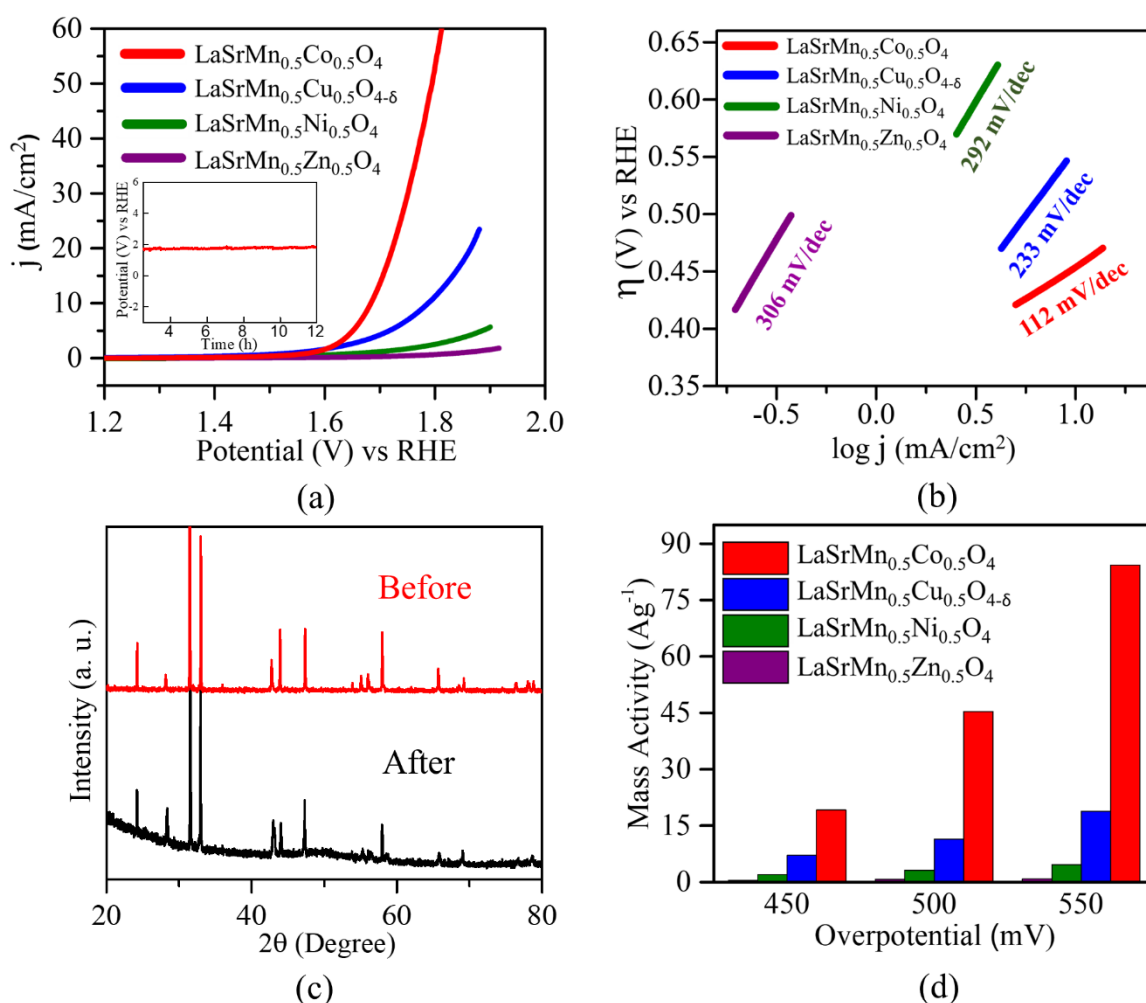 60
50
40
30
20
10
0
j (mA/cm²)
LaSrMn₀.₅Co₀.₅O₄
LaSrMn₀.₅Cu₀.₅O₄₋δ
LaSrMn₀.₅Ni₀.₅O₄
LaSrMn₀.₅Zn₀.₅O₄
6
4
2
0
-2
Potential (V) vs RHE
4 6 8 10 12
Time (h)
1.2 1.4 1.6 1.8 2.0
Potential (V) vs RHE
(a)
0.65
0.60
0.55
0.50
0.45
0.40
0.35
η (V) vs RHE
LaSrMn₀.₅Co₀.₅O₄
LaSrMn₀.₅Cu₀.₅O₄₋δ
LaSrMn₀.₅Ni₀.₅O₄
LaSrMn₀.₅Zn₀.₅O₄
292 mV/dec
233 mV/dec
306 mV/dec
112 mV/dec
-0.5 0.0 0.5 1.0
log j (mA/cm²)
(b)
Intensity (a. u.)
Before
After
20 40 60 80
2θ (Degree)
(c)
90
75
60
45
30
15
0
Mass Activity (Ag⁻¹)
LaSrMn₀.₅Co₀.₅O₄
LaSrMn₀.₅Cu₀.₅O₄₋δ
LaSrMn₀.₅Ni₀.₅O₄
LaSrMn₀.₅Zn₀.₅O₄
450 500 550
Overpotential (mV)
(d)